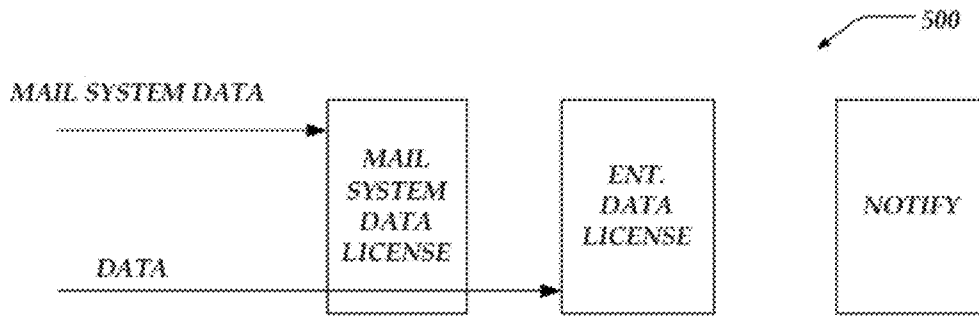 500
MAIL SYSTEM DATA
MAIL
SYSTEM
DATA
LICENSE
ENT.
DATA
LICENSE
NOTIFY
DATA